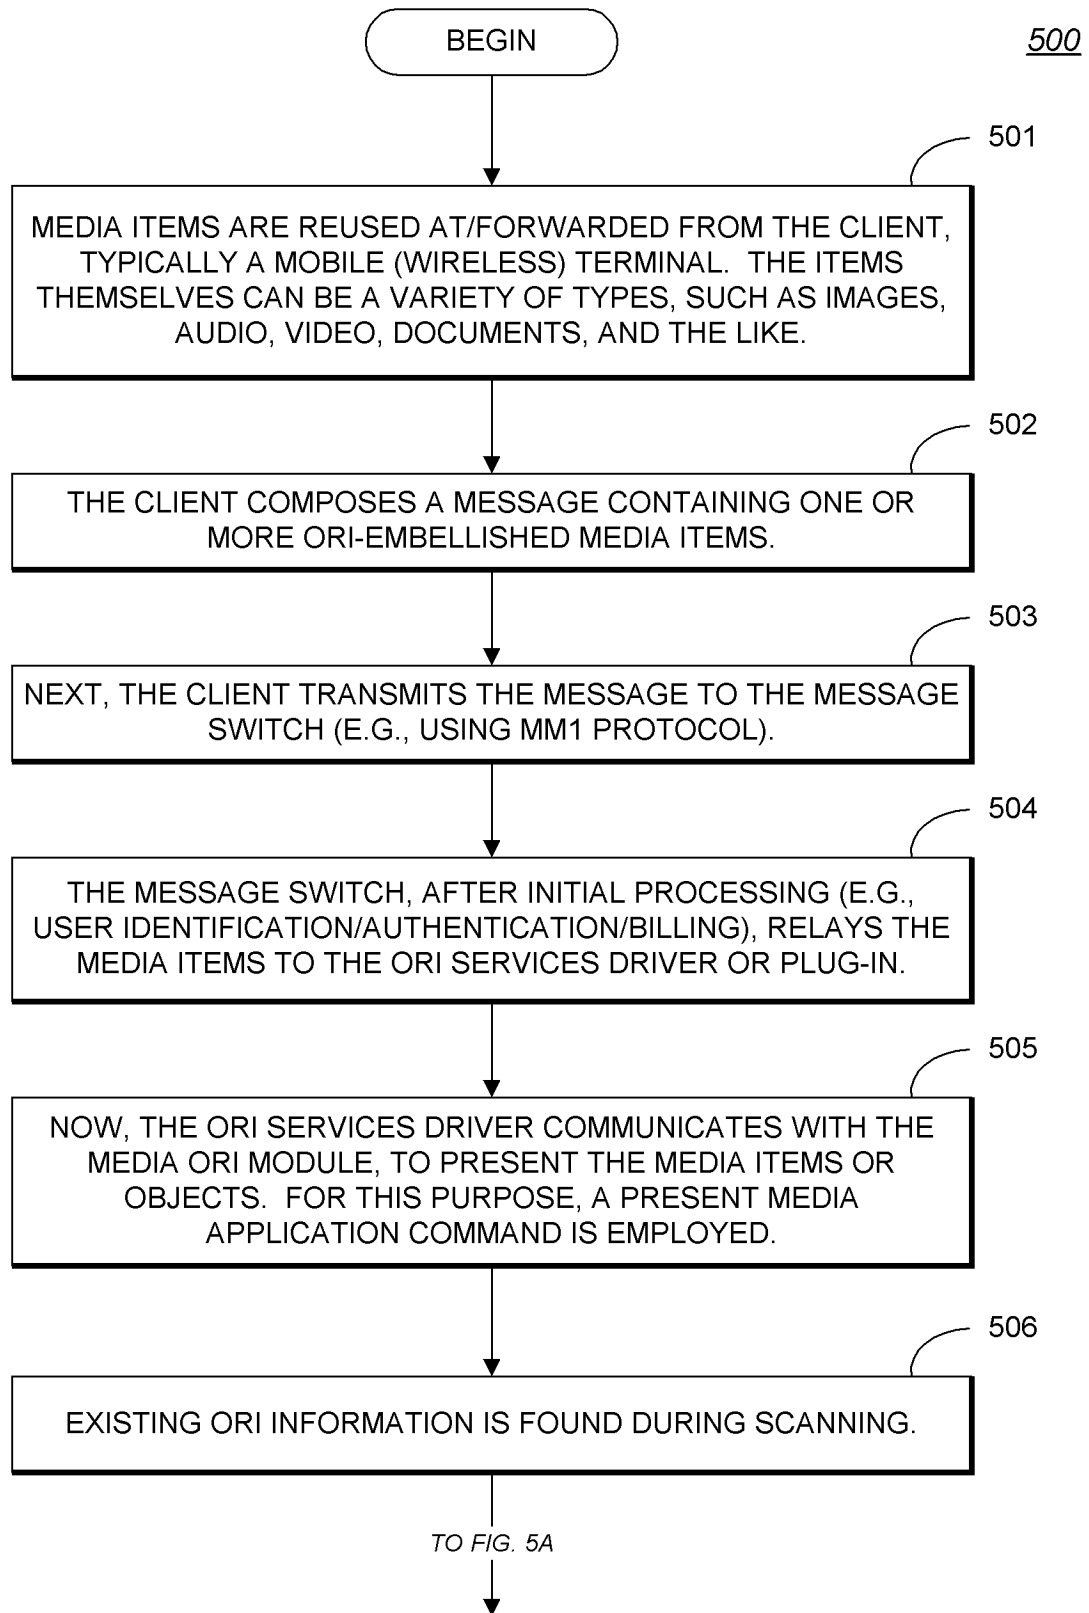 BEGIN
500
501
MEDIA ITEMS ARE REUSED AT/FORWARDED FROM THE CLIENT,
TYPICALLY A MOBILE (WIRELESS) TERMINAL.  THE ITEMS
THEMSELVES CAN BE A VARIETY OF TYPES, SUCH AS IMAGES,
AUDIO, VIDEO, DOCUMENTS, AND THE LIKE.
502
THE CLIENT COMPOSES A MESSAGE CONTAINING ONE OR
MORE ORI-EMBELLISHED MEDIA ITEMS.
503
NEXT, THE CLIENT TRANSMITS THE MESSAGE TO THE MESSAGE
SWITCH (E.G., USING MM1 PROTOCOL).
504
THE MESSAGE SWITCH, AFTER INITIAL PROCESSING (E.G.,
USER IDENTIFICATION/AUTHENTICATION/BILLING), RELAYS THE
MEDIA ITEMS TO THE ORI SERVICES DRIVER OR PLUG-IN.
505
NOW, THE ORI SERVICES DRIVER COMMUNICATES WITH THE
MEDIA ORI MODULE, TO PRESENT THE MEDIA ITEMS OR
OBJECTS.  FOR THIS PURPOSE, A PRESENT MEDIA
APPLICATION COMMAND IS EMPLOYED.
506
EXISTING ORI INFORMATION IS FOUND DURING SCANNING.
TO FIG. 5A